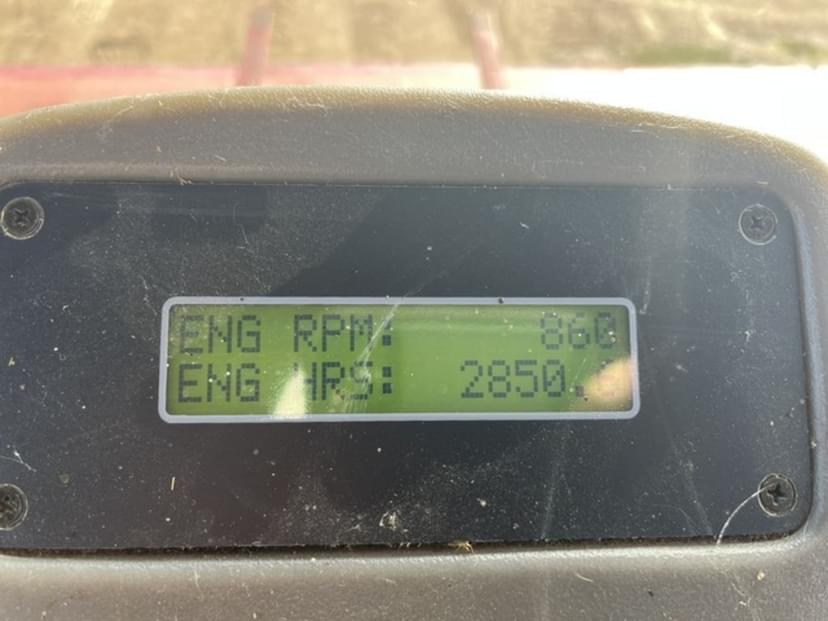 ENG RPM: 860
ENG HRS: 2850.